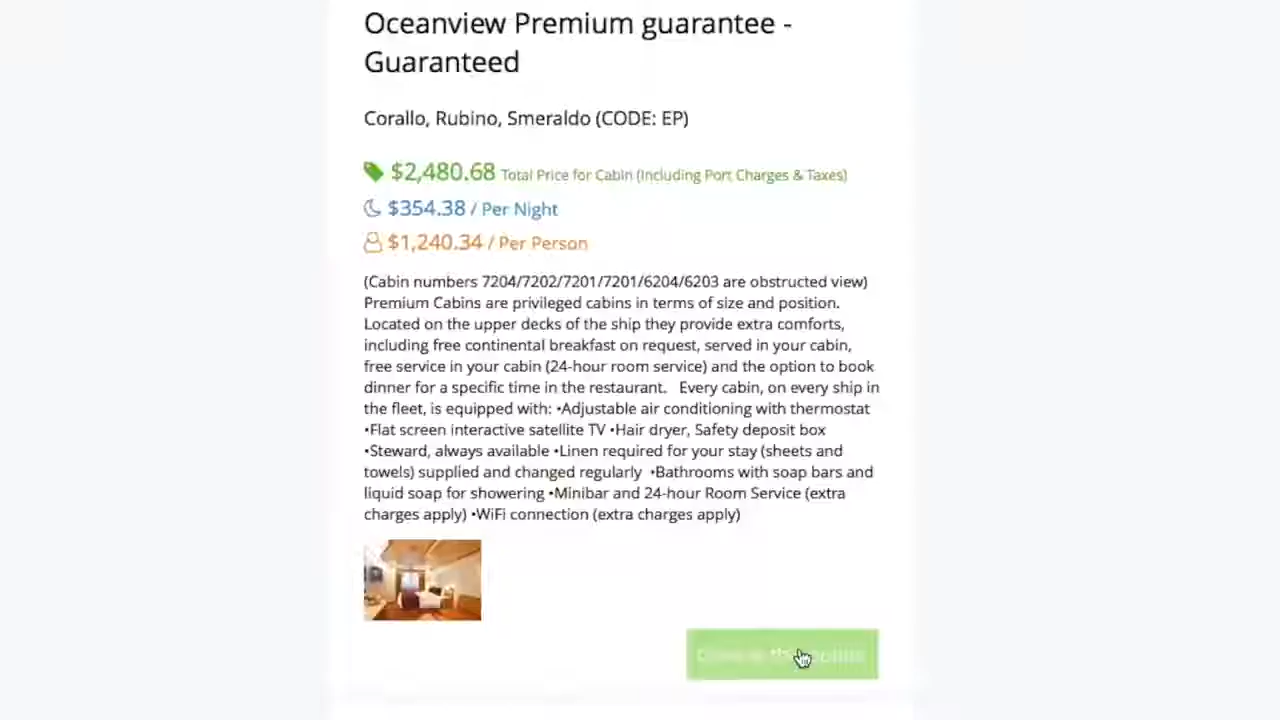 Oceanview Premium guarantee -
Guaranteed
Corallo, Rubino, Smeraldo (CODE: EP)
$2,480.68 Total Price for Cabin (Including Port Charges & Taxes)
$354.38 / Per Night
$1,240.34 / Per Person
(Cabin numbers 7204/7202/7201/7201/6204/6203 are obstructed view)
Premium Cabins are privileged cabins in terms of size and position.
Located on the upper decks of the ship they provide extra comforts,
including free continental breakfast on request, served in your cabin,
free service in your cabin (24-hour room service) and the option to book
dinner for a specific time in the restaurant. Every cabin, on every ship in
the fleet, is equipped with: •Adjustable air conditioning with thermostat
•Flat screen interactive satellite TV •Hair dryer, Safety deposit box
•Steward, always available •Linen required for your stay (sheets and
towels) supplied and changed regularly •Bathrooms with soap bars and
liquid soap for showering •Minibar and 24-hour Room Service (extra
charges apply) •WiFi connection (extra charges apply)